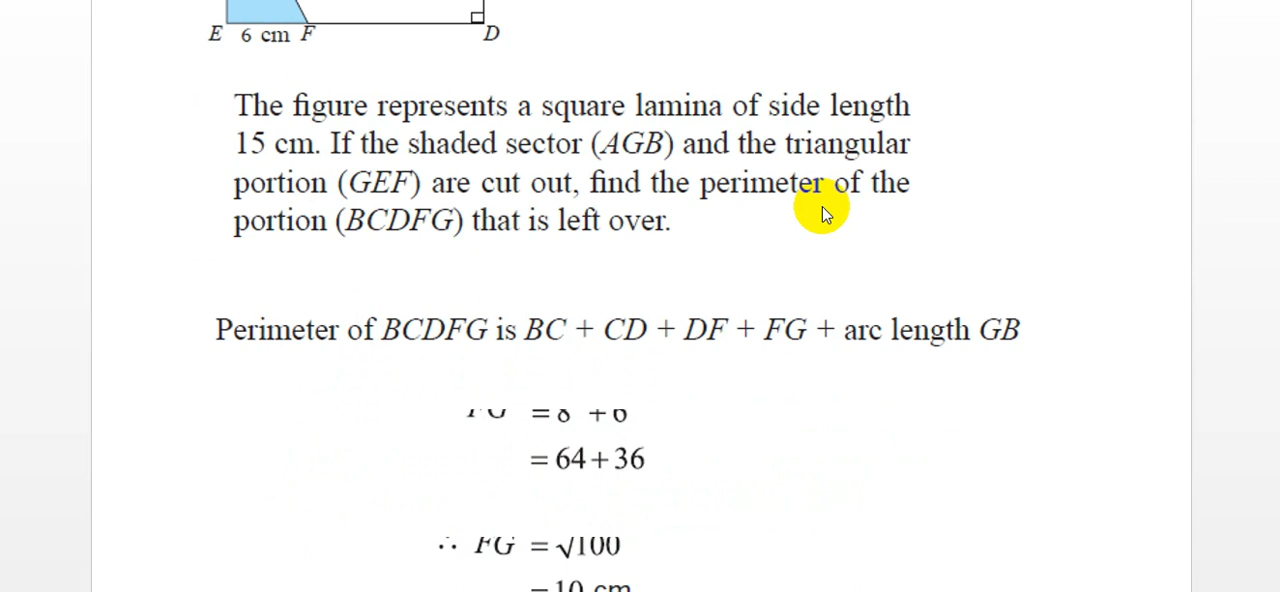 E 6 cm F D
The figure represents a square lamina of side length
15 cm. If the shaded sector (AGB) and the triangular
portion (GEF) are cut out, find the perimeter of the
portion (BCDFG) that is left over.
Perimeter of BCDFG is BC + CD + DF + FG + arc length GB
= 64 + 36
∴ FG = √100
= 10 cm